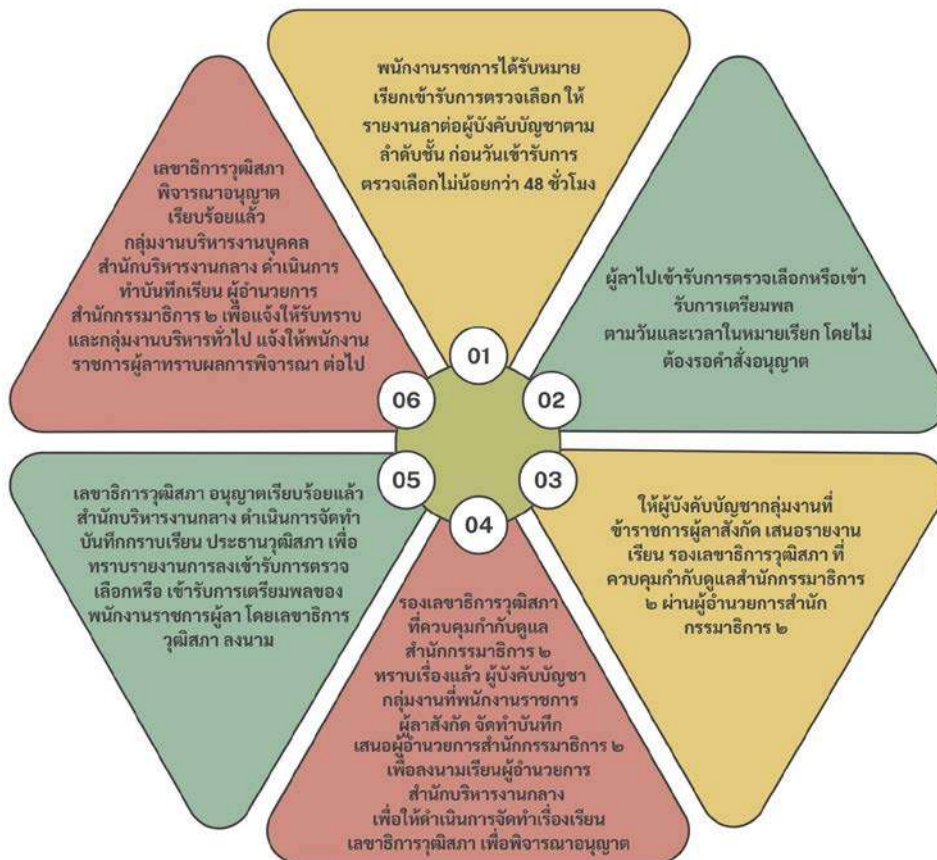 01
พนักงานราชการได้รับหมาย
เรียกเข้ารับการตรวจเลือก ให้
รายงานลาต่อผู้บังคับบัญชาตาม
ลำดับชั้น ก่อนวันเข้ารับการ
ตรวจเลือกไม่น้อยกว่า 48 ชั่วโมง
02
ผู้ลาไปเข้ารับการตรวจเลือกหรือเข้า
รับการเตรียมพล
ตามวันและเวลาในหมายเรียก โดยไม่
ต้องรอคำสั่งอนุญาต
03
ให้ผู้บังคับบัญชากลุ่มงานที่
ข้าราชการผู้ลาสังกัด เสนอรายงาน
เรียน รองเลขาธิการวุฒิสภา ที่
ควบคุมกำกับดูแลสำนักกรรมาธิการ
๒ ผ่านผู้อำนวยการสำนัก
กรรมาธิการ ๒
04
รองเลขาธิการวุฒิสภา
ที่ควบคุมกำกับดูแล
สำนักกรรมาธิการ ๒
ทราบเรื่องแล้ว ผู้บังคับบัญชา
กลุ่มงานที่พนักงานราชการ
ผู้ลาสังกัด จัดทำบันทึก
เสนอผู้อำนวยการสำนักกรรมาธิการ ๒
เพื่อลงนามเรียนผู้อำนวยการ
สำนักบริหารงานกลาง
เพื่อให้ดำเนินการจัดทำเรื่องเรียน
เลขาธิการวุฒิสภา เพื่อพิจารณาอนุญาต
05
เลขาธิการวุฒิสภา อนุญาตเรียบร้อยแล้ว
สำนักบริหารงานกลาง ดำเนินการจัดทำ
บันทึกกราบเรียน ประธานวุฒิสภา เพื่อ
ทราบรายงานการลงเข้ารับการตรวจ
เลือกหรือ เข้ารับการเตรียมพลของ
พนักงานราชการผู้ลา โดยเลขาธิการ
วุฒิสภา ลงนาม
06
เลขาธิการวุฒิสภา
พิจารณาอนุญาต
เรียบร้อยแล้ว
กลุ่มงานบริหารงานบุคคล
สำนักบริหารงานกลาง ดำเนินการ
ทำบันทึกเรียน ผู้อำนวยการ
สำนักกรรมาธิการ ๒ เพื่อแจ้งให้รับทราบ
และกลุ่มงานบริหารทั่วไป แจ้งให้พนักงาน
ราชการผู้ลาทราบผลการพิจารณา ต่อไป